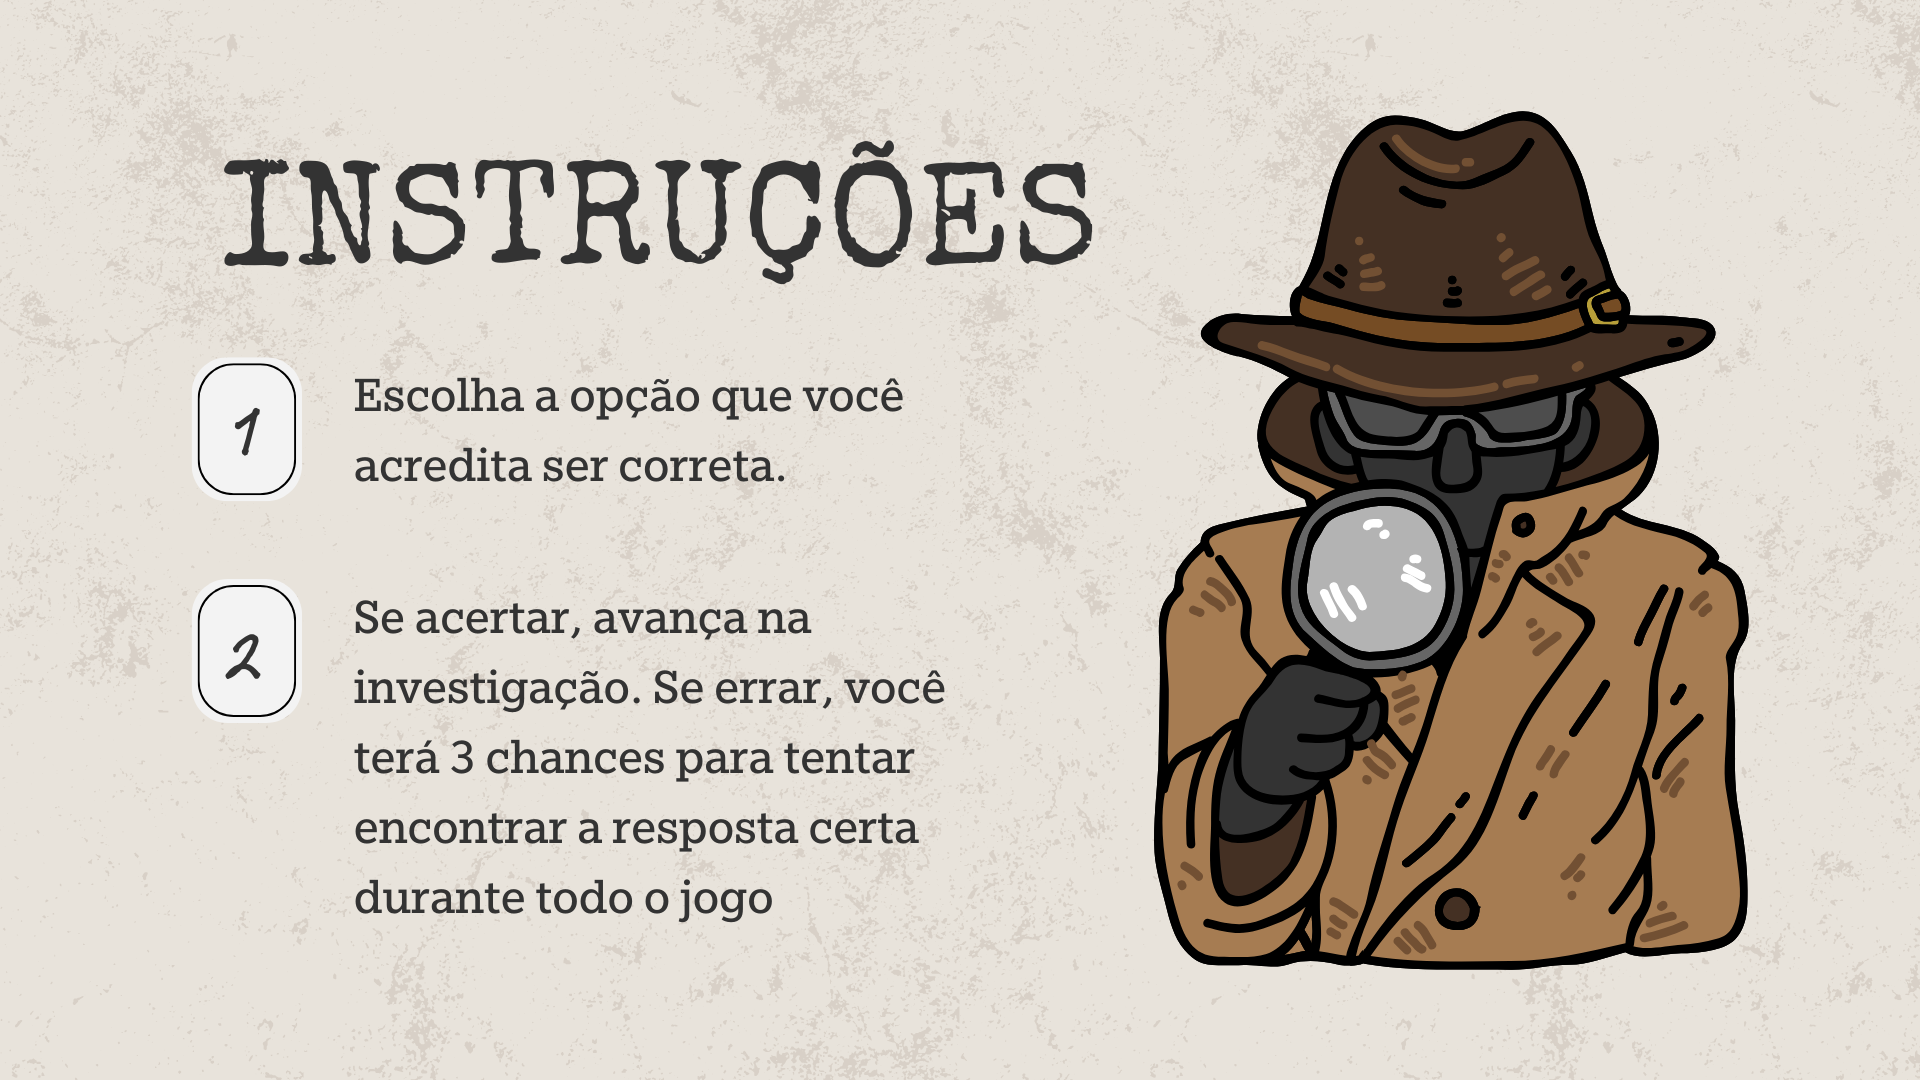 INSTRUÇÕES
1
Escolha a opção que você
acredita ser correta.
2
Se acertar, avança na
investigação. Se errar, você
terá 3 chances para tentar
encontrar a resposta certa
durante todo o jogo